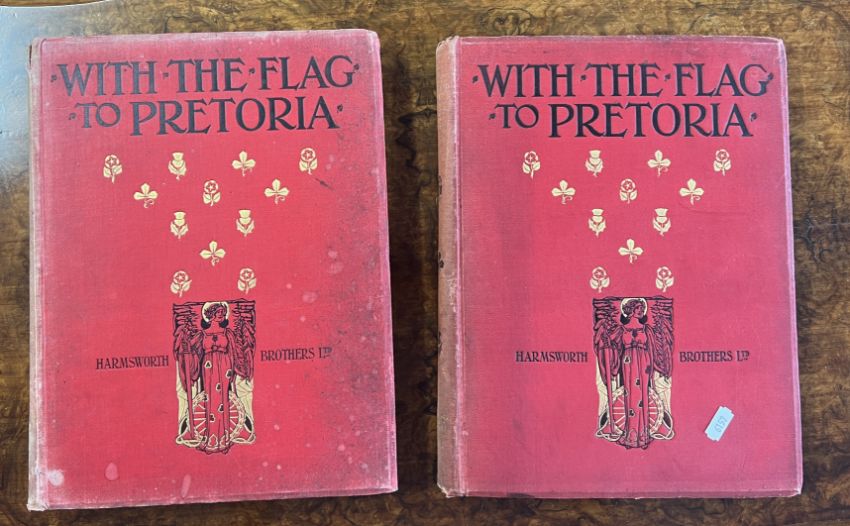 ·WITH·THE·FLAG·
·TO·PRETORIA·
HARMSWORTH BROTHERS LTD
·WITH·THE·FLAG·
·TO·PRETORIA·
HARMSWORTH BROTHERS LTD